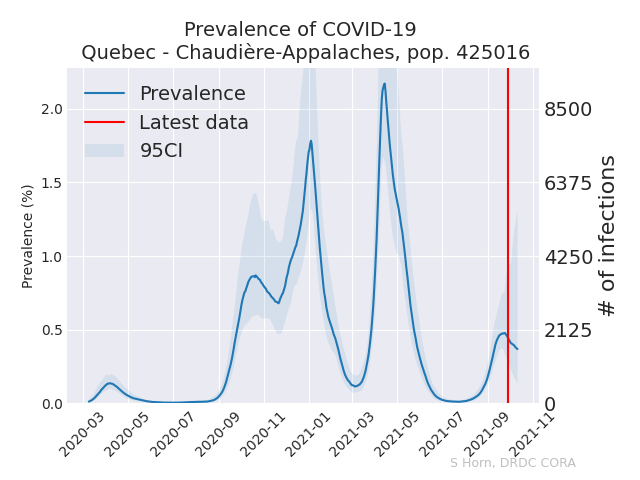 Prevalence of COVID-19
Quebec - Chaudière-Appalaches, pop. 425016
Prevalence
Latest data
95CI
Prevalence (%)
2.0
1.5
1.0
0.5
0.0
8500
6375
4250
2125
0
# of infections
2020-03
2020-05
2020-07
2020-09
2020-11
2021-01
2021-03
2021-05
2021-07
2021-09
2021-11
S Horn, DRDC CORA